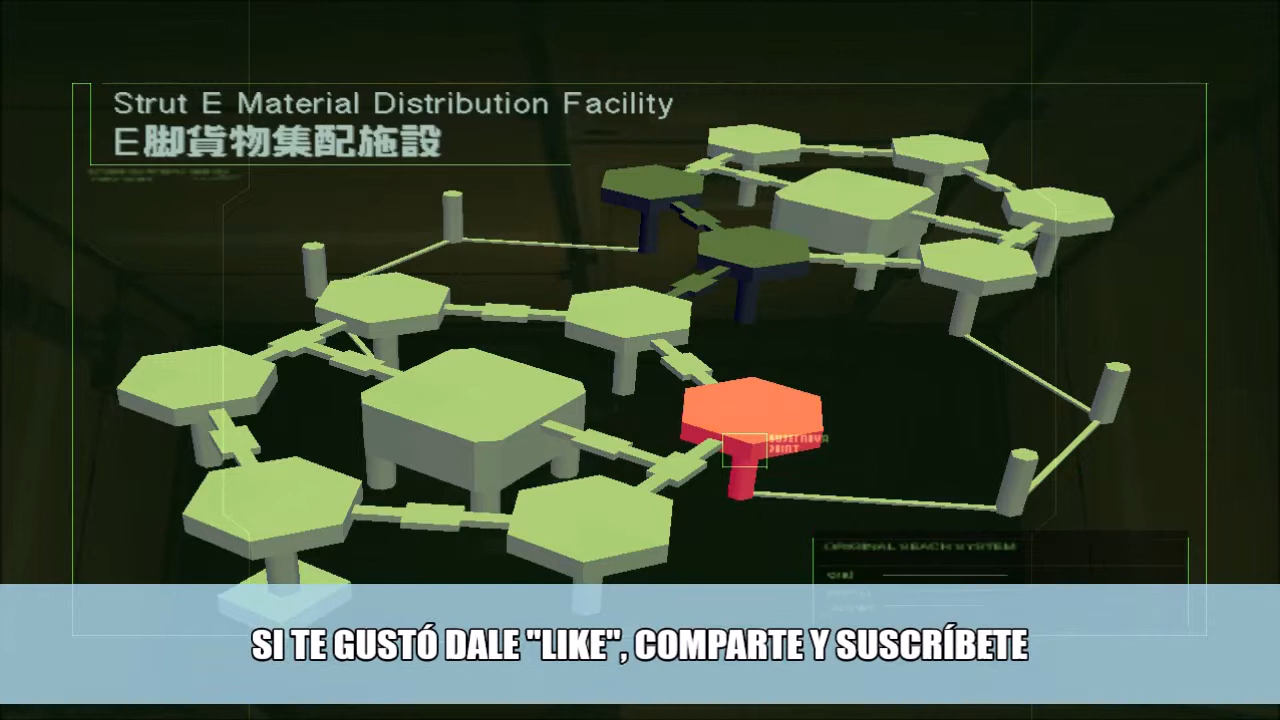 Strut E Material Distribution Facility
E脚貨物集配施設
SI TE GUSTÓ DALE "LIKE", COMPARTE Y SUSCRÍBETE